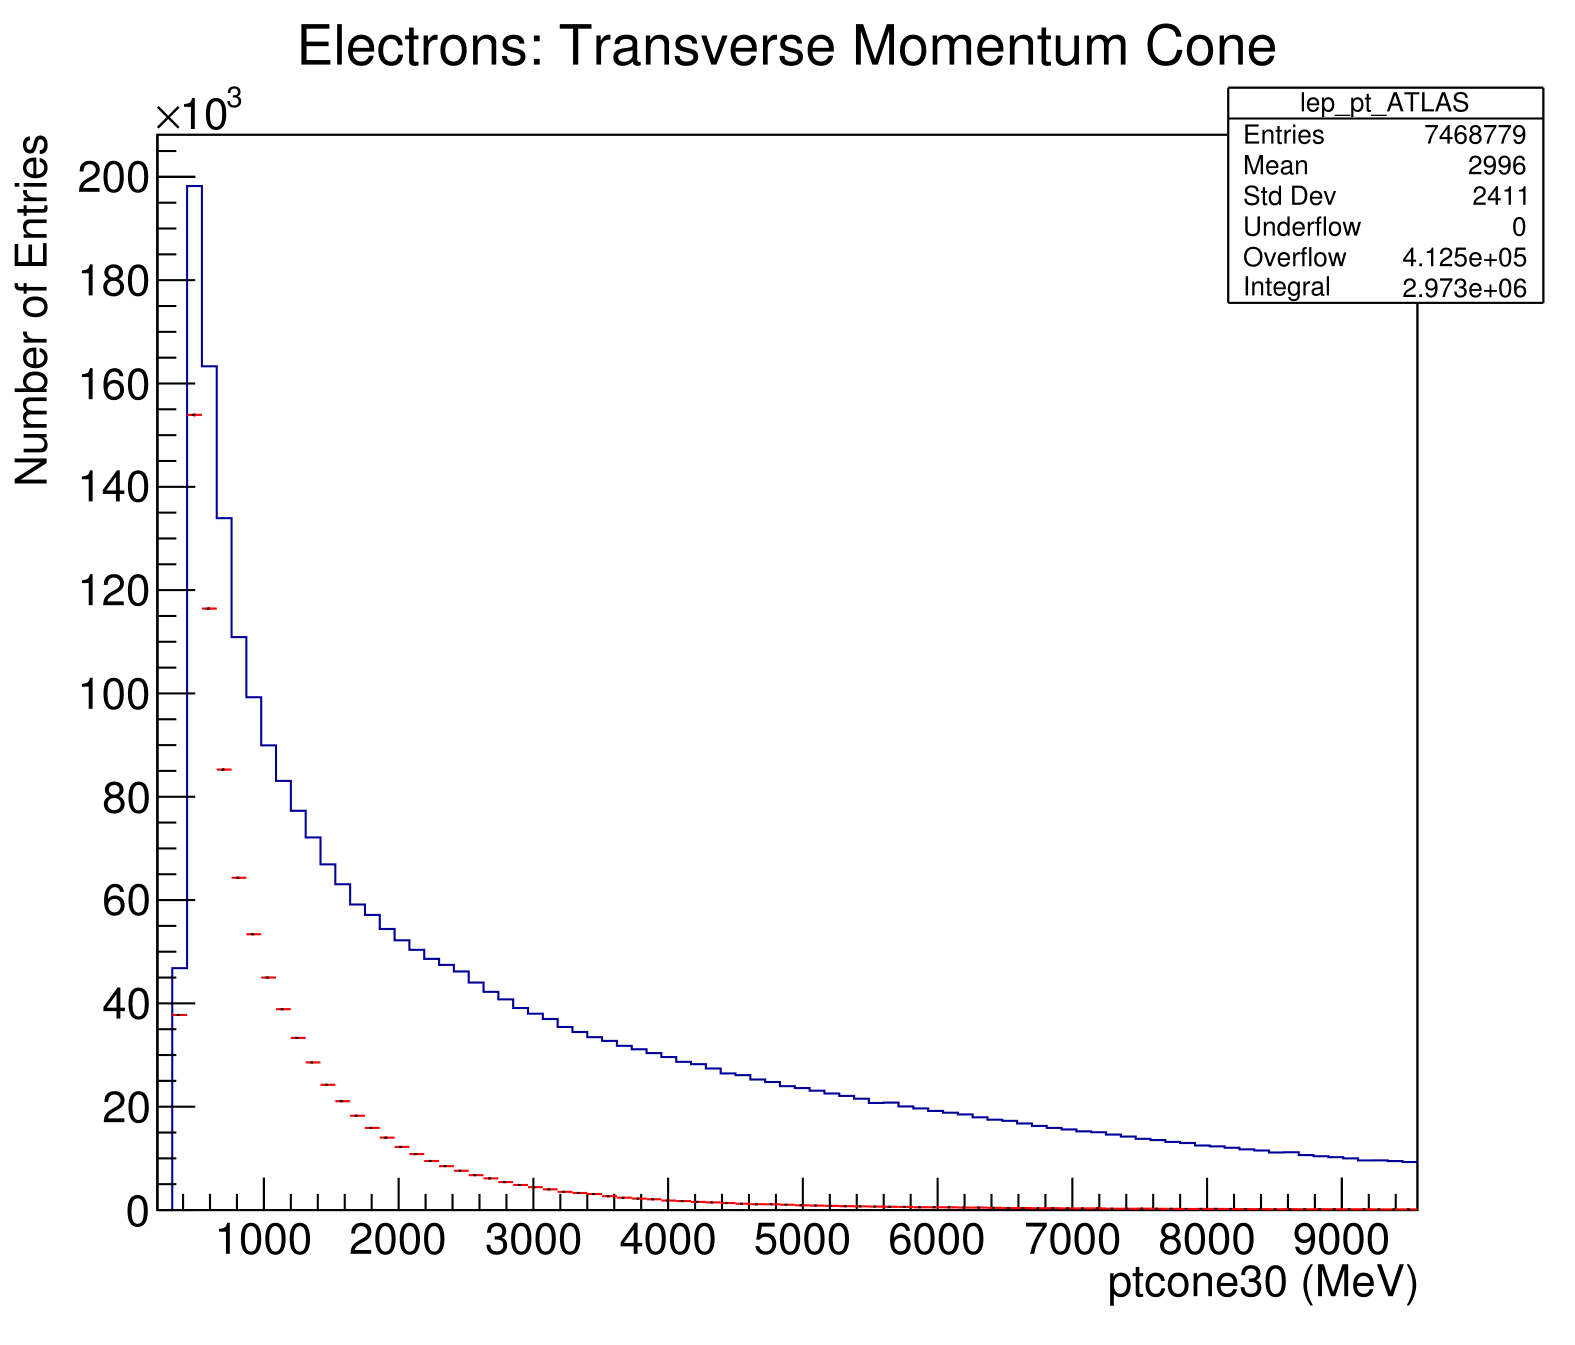 Electrons: Transverse Momentum Cone
×10³
lep_pt_ATLAS
Entries 7468779
Mean 2996
Std Dev 2411
Underflow 0
Overflow 4.125e+05
Integral 2.973e+06
Number of Entries
200
180
160
140
120
100
80
60
40
20
0
1000 2000 3000 4000 5000 6000 7000 8000 9000
ptcone30 (MeV)